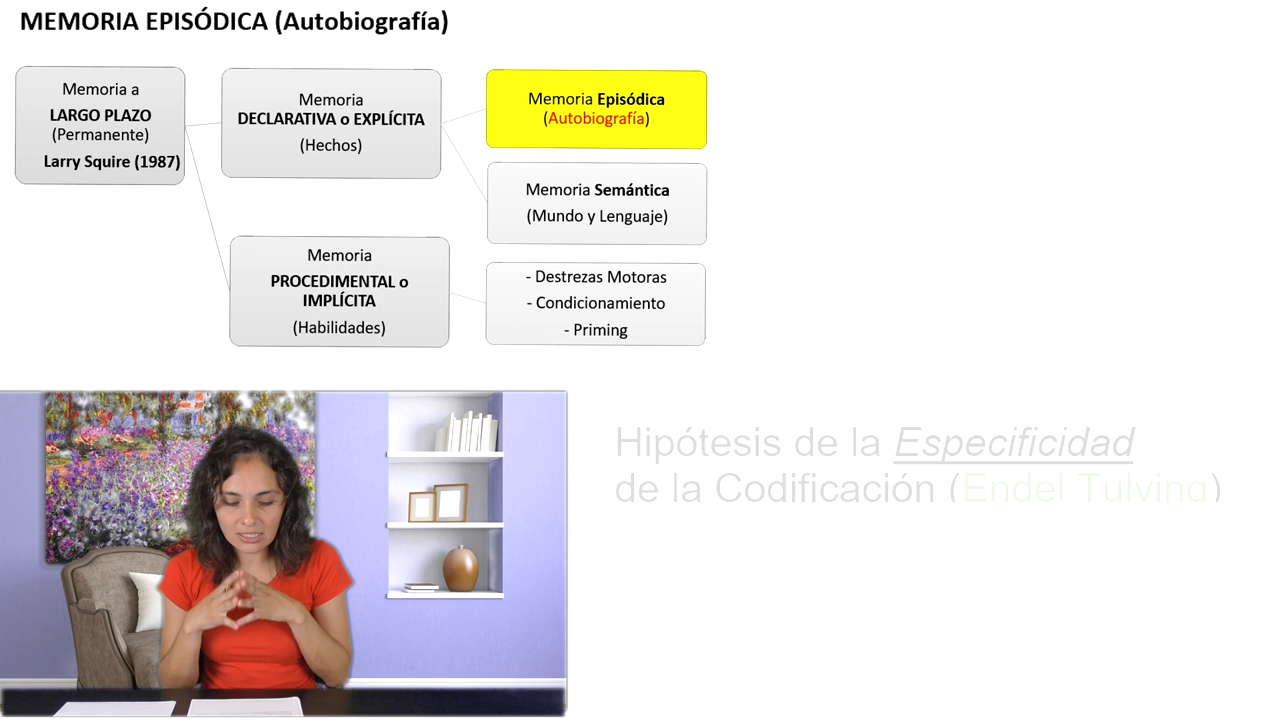 MEMORIA EPISÓDICA (Autobiografía)
Memoria a
LARGO PLAZO
(Permanente)
Larry Squire (1987)
Memoria
DECLARATIVA o EXPLÍCITA
(Hechos)
Memoria Episódica
(Autobiografía)
Memoria Semántica
(Mundo y Lenguaje)
Memoria
PROCEDIMENTAL o
IMPLÍCITA
(Habilidades)
- Destrezas Motoras
- Condicionamiento
- Priming
Hipótesis de la Especificidad
de la Codificación (Endel Tulving)